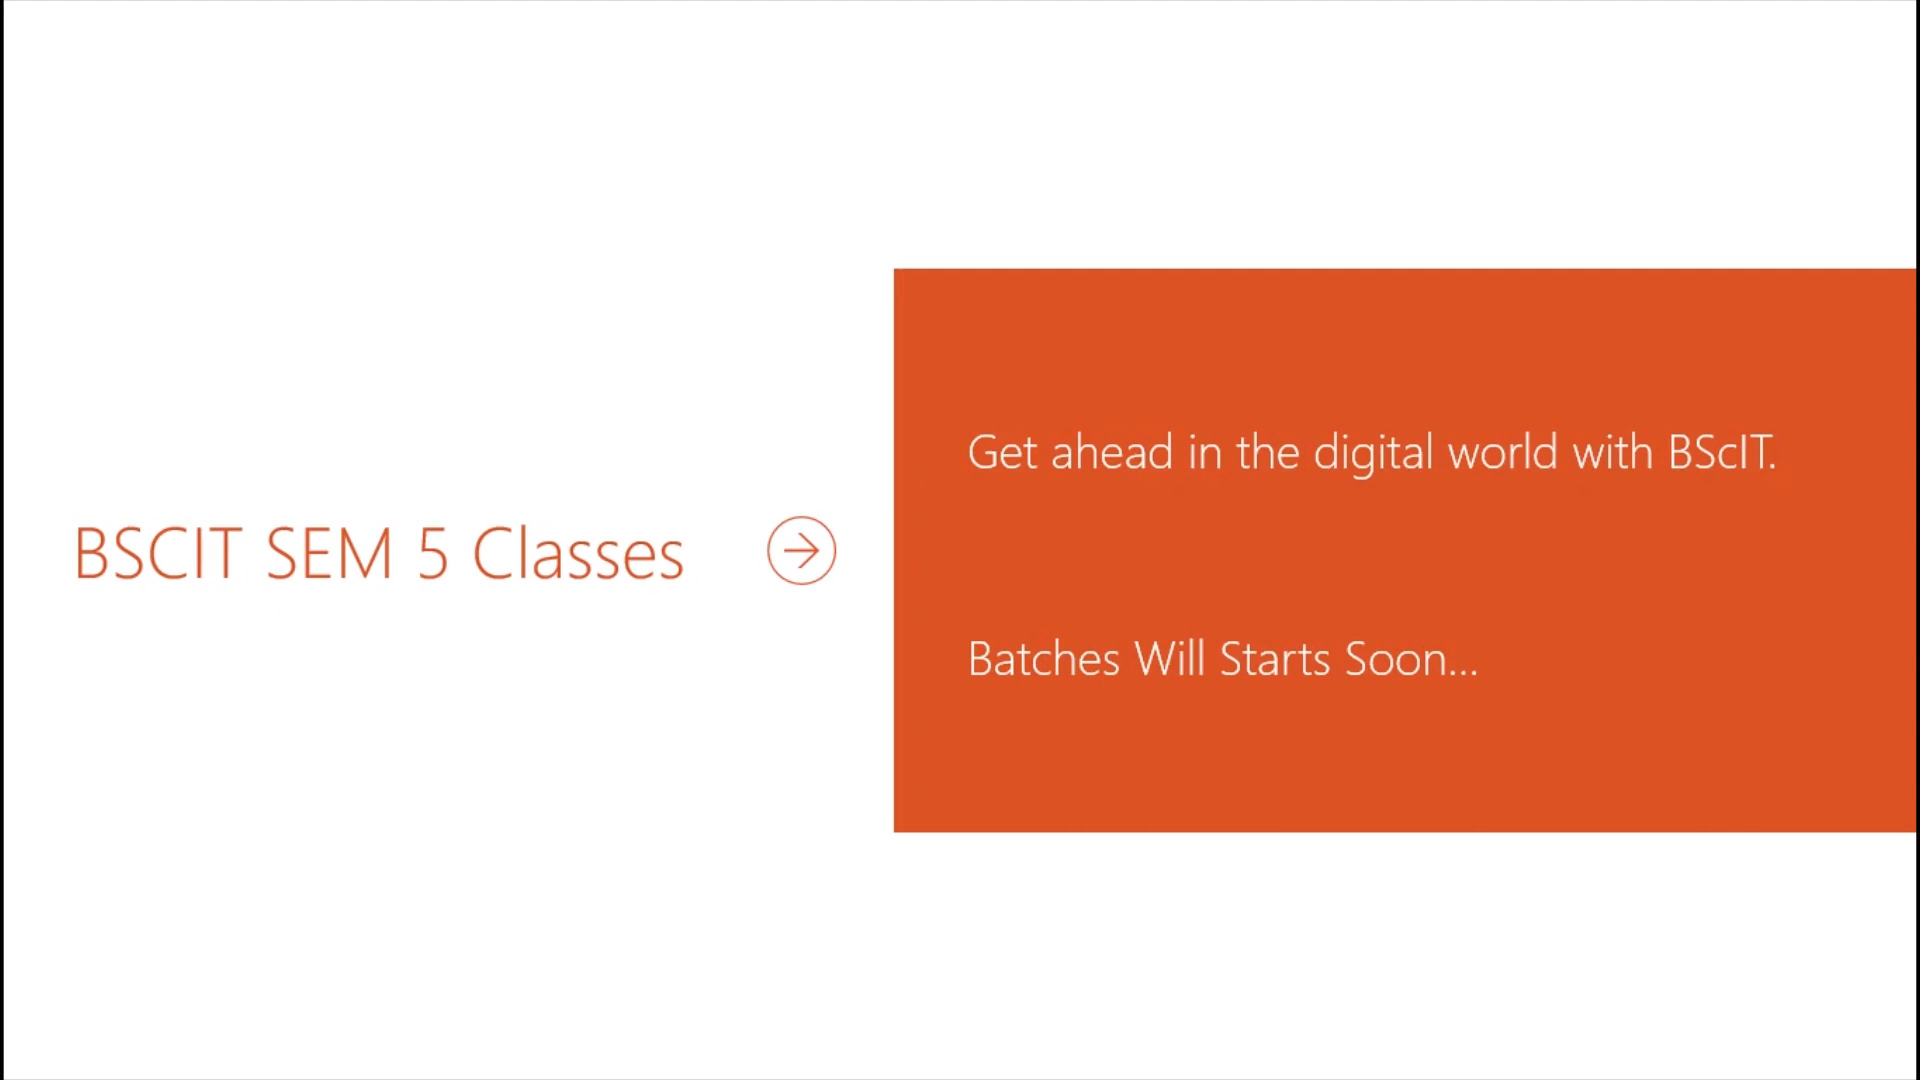 BSCIT SEM 5 Classes
Get ahead in the digital world with BScIT.
Batches Will Starts Soon...